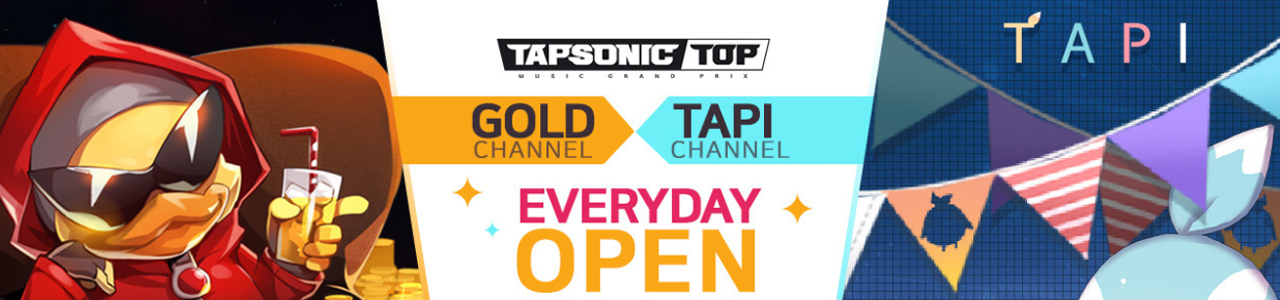 TAPSONIC TOP
MUSIC GRAND PRIX
GOLD CHANNEL
TAPI CHANNEL
EVERYDAY
OPEN
TAPI